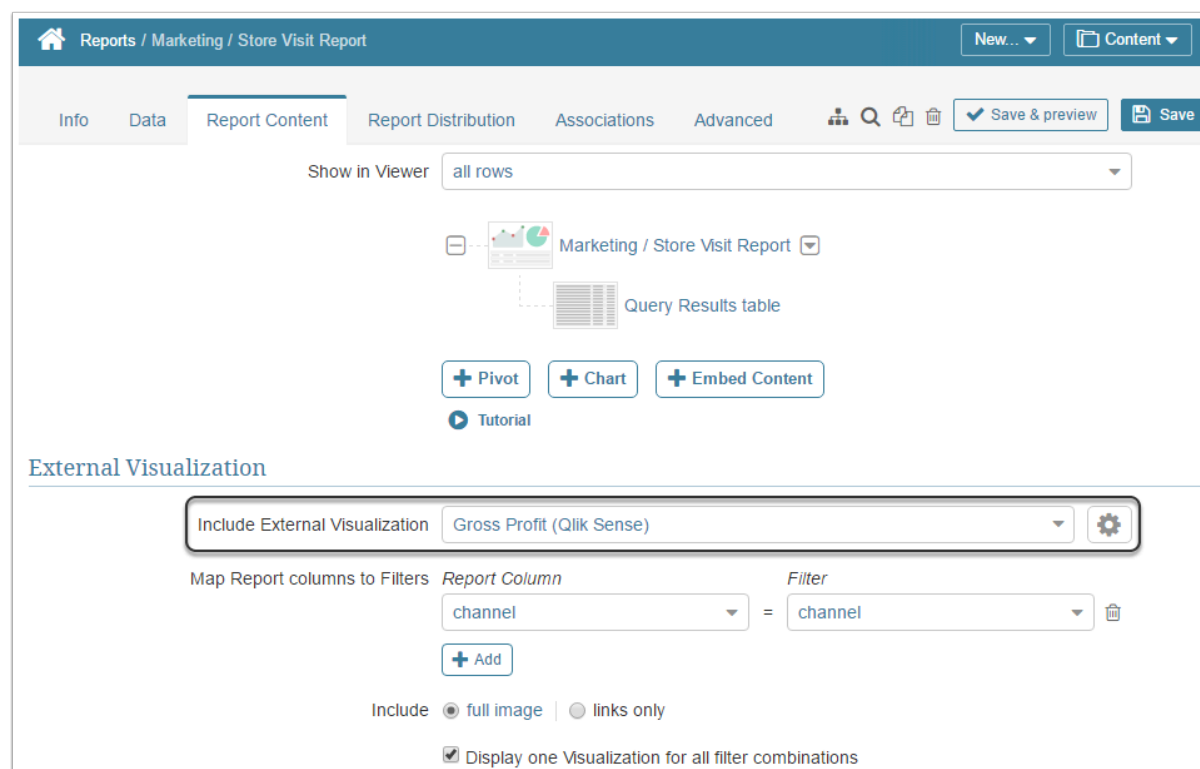 Reports / Marketing / Store Visit Report New... Content
Info Data Report Content Report Distribution Associations Advanced Save & preview Save
Show in Viewer all rows
Marketing / Store Visit Report
Query Results table
Pivot Chart Embed Content
Tutorial
External Visualization
Include External Visualization Gross Profit (Qlik Sense)
Map Report columns to Filters Report Column Filter
channel = channel
Add
Include full image links only
Display one Visualization for all filter combinations